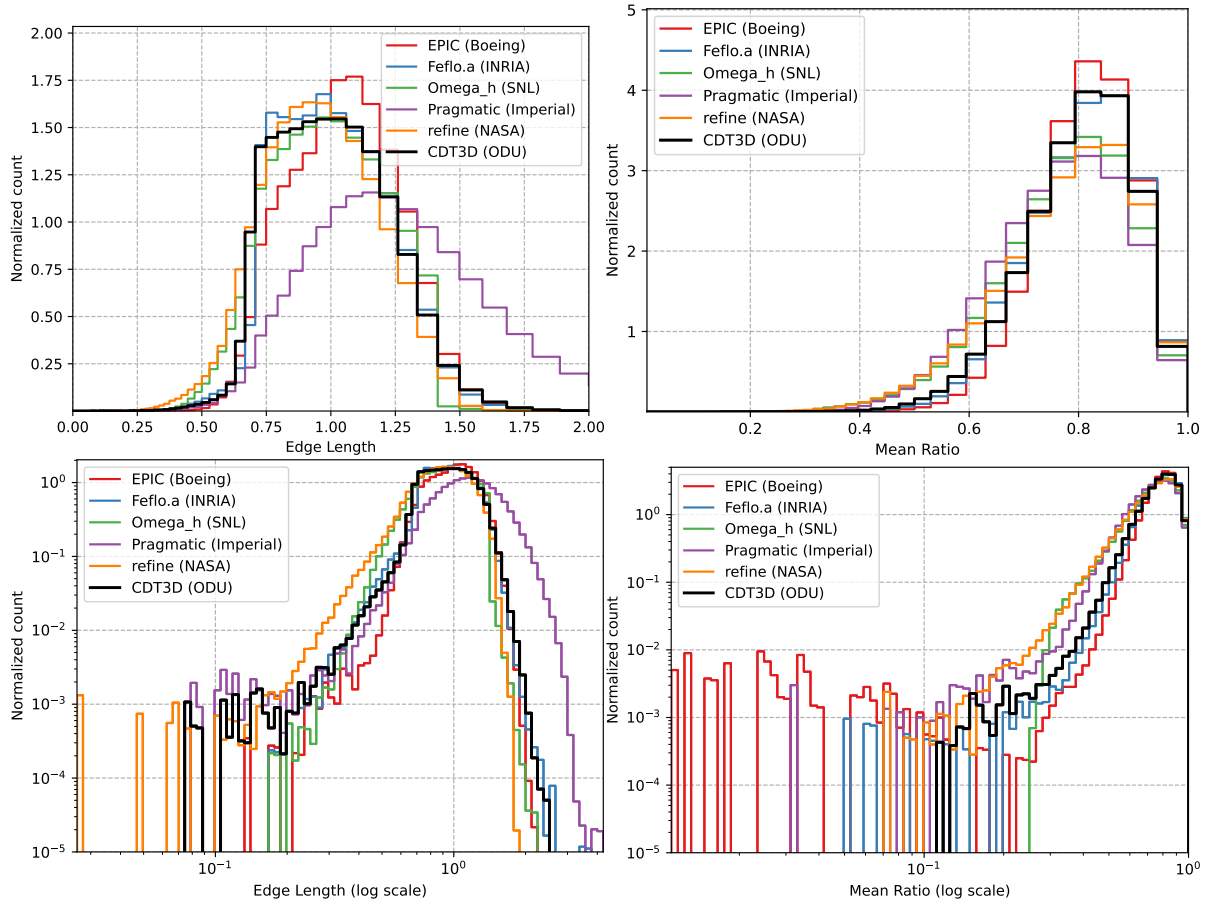 2.00
1.75
1.50
1.25
1.00
0.75
0.50
0.25
Normalized count
0.00 0.25 0.50 0.75 1.00 1.25 1.50 1.75 2.00
Edge Length
EPIC (Boeing)
Feflo.a (INRIA)
Omega_h (SNL)
Pragmatic (Imperial)
refine (NASA)
CDT3D (ODU)
5
4
3
2
1
Normalized count
0.2 0.4 0.6 0.8 1.0
Mean Ratio
EPIC (Boeing)
Feflo.a (INRIA)
Omega_h (SNL)
Pragmatic (Imperial)
refine (NASA)
CDT3D (ODU)
10⁰
10⁻¹
10⁻²
10⁻³
10⁻⁴
10⁻⁵
Normalized count
10⁻¹ 10⁰
Edge Length (log scale)
EPIC (Boeing)
Feflo.a (INRIA)
Omega_h (SNL)
Pragmatic (Imperial)
refine (NASA)
CDT3D (ODU)
10⁰
10⁻¹
10⁻²
10⁻³
10⁻⁴
10⁻⁵
Normalized count
10⁻¹ 10⁰
Mean Ratio (log scale)
EPIC (Boeing)
Feflo.a (INRIA)
Omega_h (SNL)
Pragmatic (Imperial)
refine (NASA)
CDT3D (ODU)